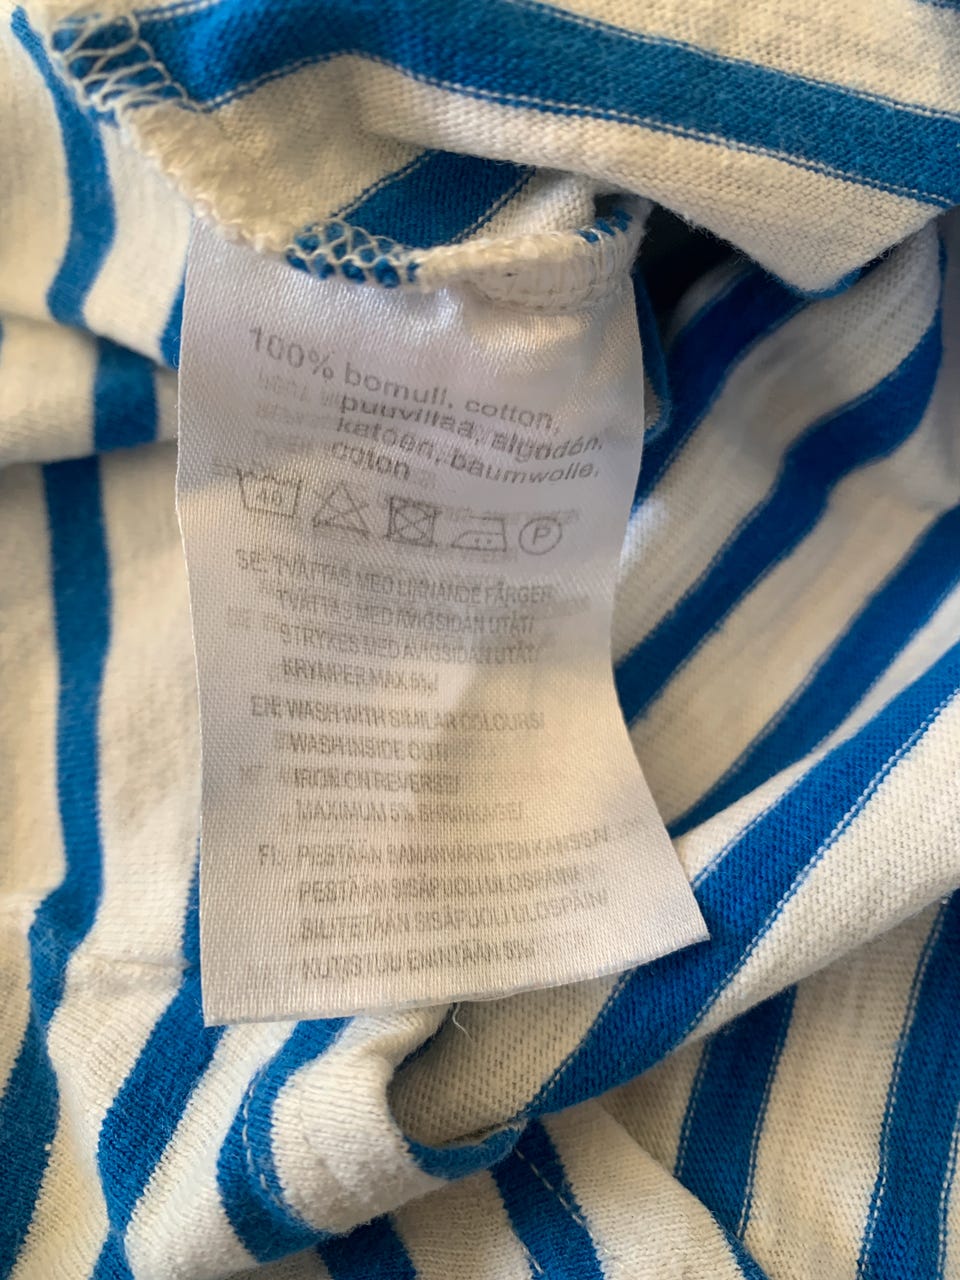 100% bomull, cotton,
puuvillaa, algodón,
katoen, baumwolle,
coton
40 P
SE: TVÄTTAS MED LIKNANDE FÄRGER
TVÄTTAS MED AVIGSIDAN UTÅT!
STRYKES MED AVIGSIDAN UTÅT!
KRYMPER MAX 5%!
EN: WASH WITH SIMILAR COLOURS!
WASH INSIDE OUT!
IRON ON REVERSE!
MAXIMUM 5% SHRINKAGE!
FI: PESTÄÄN SAMANVÄRISTEN KANSSA!
PESTÄÄN SISÄPUOLI ULOSPÄIN!
SILITETÄÄN SISÄPUOLI ULOSPÄIN!
KUTISTUU ENINTÄÄN 5%!